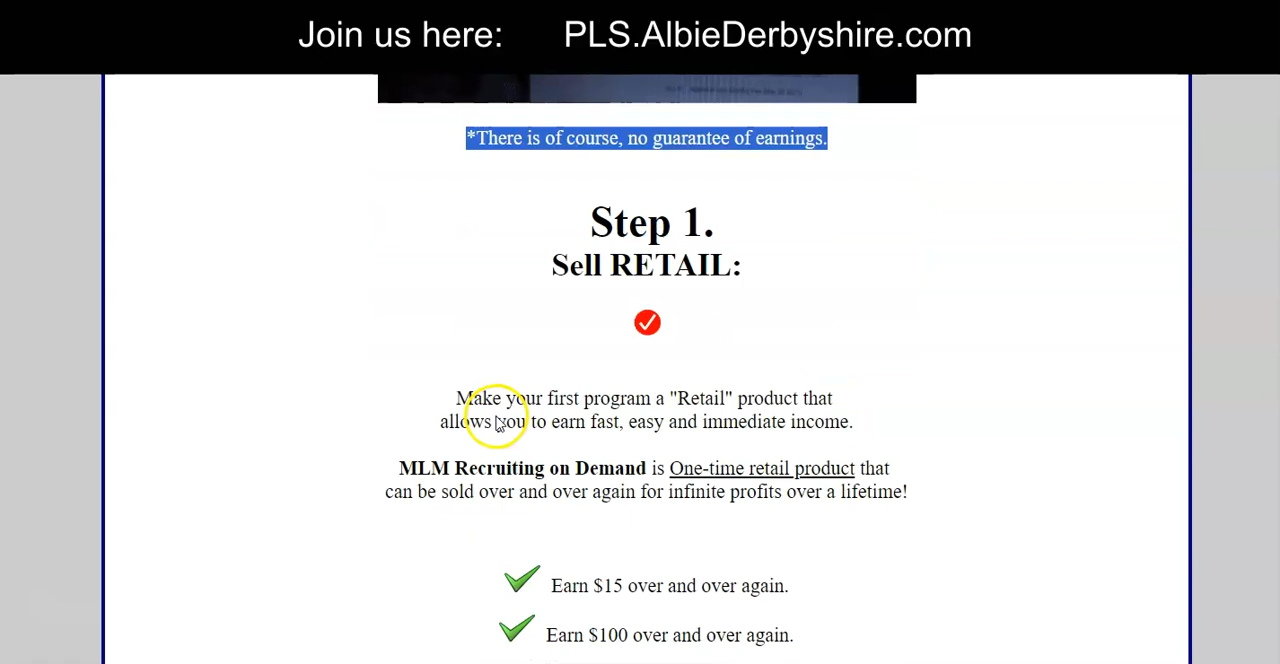 Join us here: PLS.AlbieDerbyshire.com
*There is of course, no guarantee of earnings.
Step 1.
Sell RETAIL:
Make your first program a "Retail" product that
allows you to earn fast, easy and immediate income.
MLM Recruiting on Demand is One-time retail product that
can be sold over and over again for infinite profits over a lifetime!
Earn $15 over and over again.
Earn $100 over and over again.